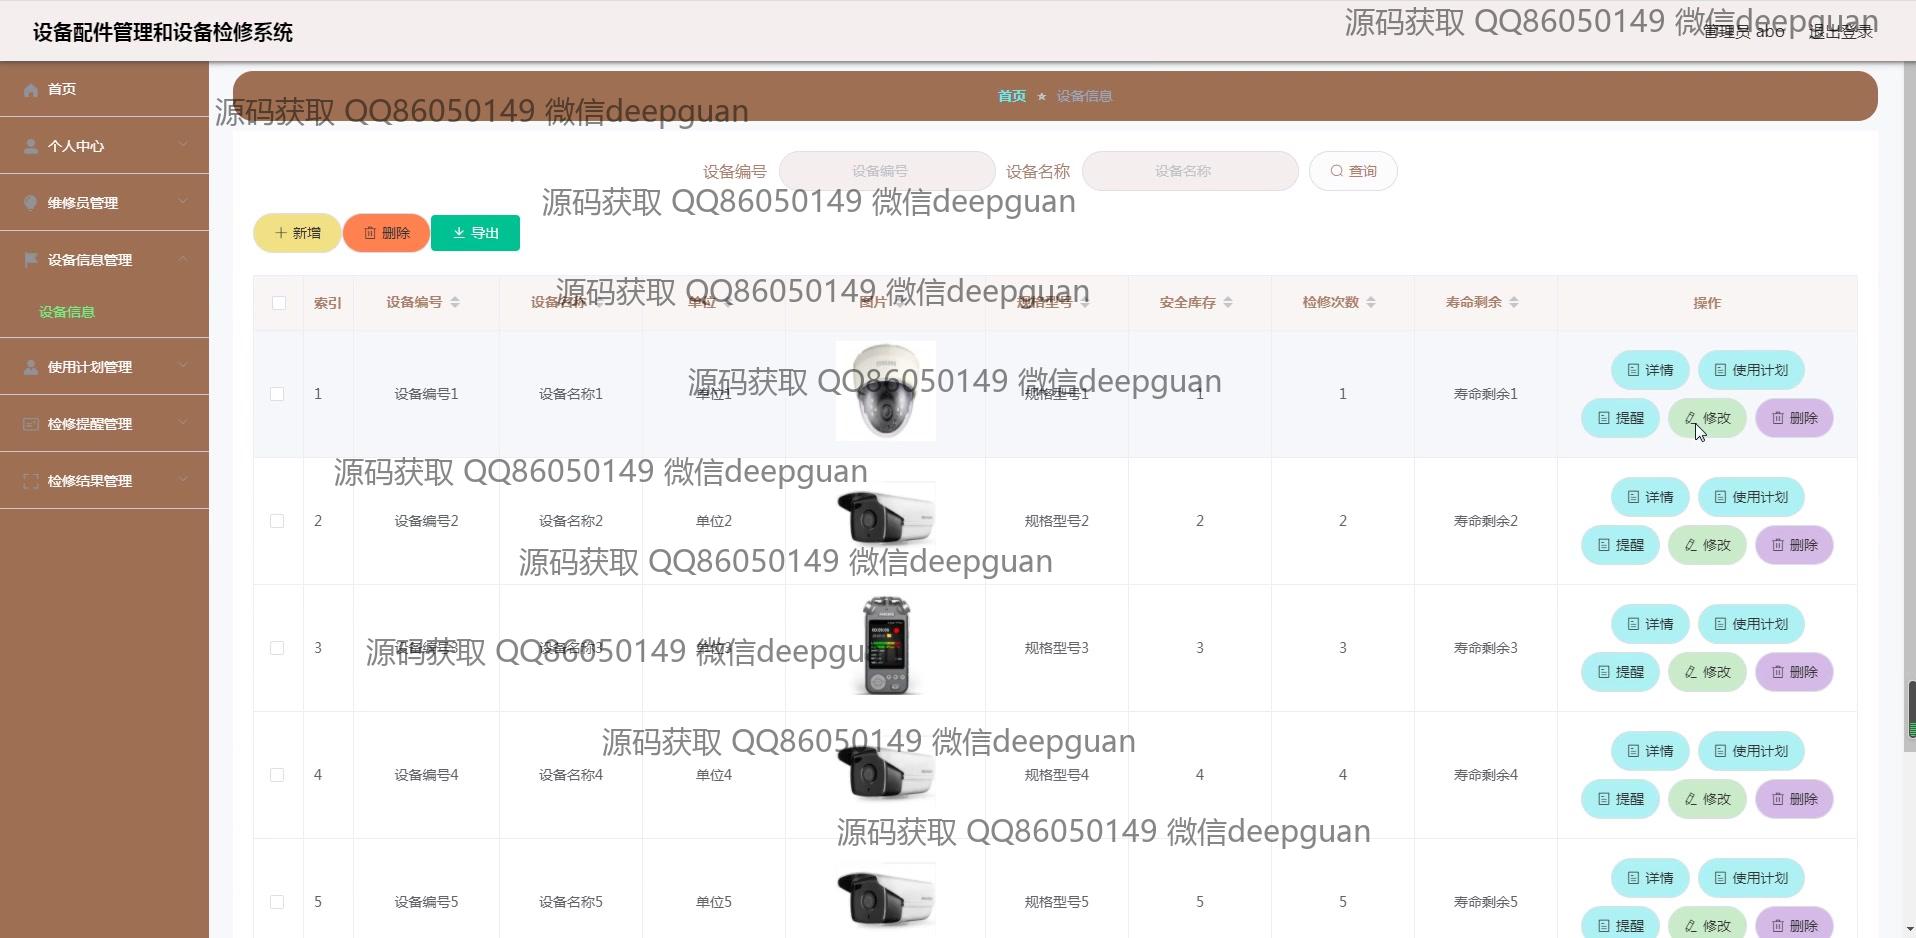 设备配件管理和设备检修系统
源码获取 QQ86050149 微信deepguan
管理员 abo
退出登录
首页
个人中心
维修员管理
设备信息管理
设备信息
使用计划管理
检修提醒管理
检修结果管理
首页 ★ 设备信息
源码获取 QQ86050149 微信deepguan
设备编号 设备编号 设备名称 设备名称 查询
源码获取 QQ86050149 微信deepguan
新增 删除 导出
源码获取 QQ86050149 微信deepguan
索引 设备编号 设备名称 单位 图片 规格型号 安全库存 检修次数 寿命剩余 操作
源码获取 QQ86050149 微信deepguan
1 设备编号1 设备名称1 单位1 规格型号1 1 1 寿命剩余1
详情 使用计划
提醒 修改 删除
源码获取 QQ86050149 微信deepguan
2 设备编号2 设备名称2 单位2 规格型号2 2 2 寿命剩余2
详情 使用计划
提醒 修改 删除
源码获取 QQ86050149 微信deepguan
3 设备编号3 设备名称3 单位3 规格型号3 3 3 寿命剩余3
详情 使用计划
提醒 修改 删除
源码获取 QQ86050149 微信deepgua
源码获取 QQ86050149 微信deepguan
4 设备编号4 设备名称4 单位4 规格型号4 4 4 寿命剩余4
详情 使用计划
提醒 修改 删除
源码获取 QQ86050149 微信deepguan
5 设备编号5 设备名称5 单位5 规格型号5 5 5 寿命剩余5
详情 使用计划
提醒 修改 删除